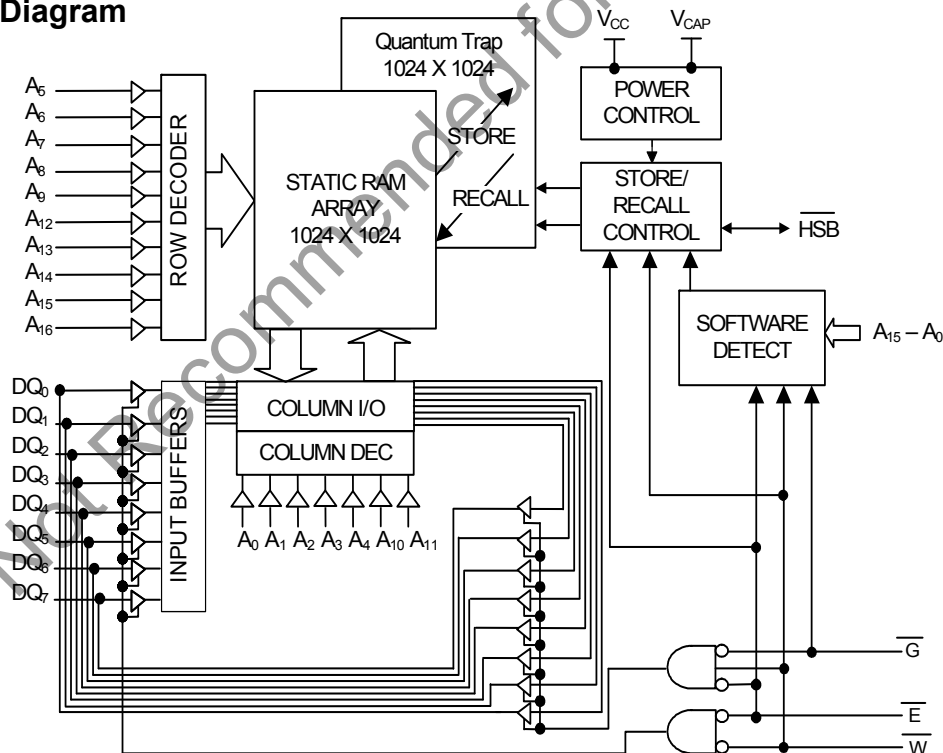 Diagram
Not Recommended for
Quantum Trap
1024 X 1024
V_CC
V_CAP
POWER
CONTROL
A5
A6
A7
A8
A9
A12
A13
A14
A15
A16
ROW DECODER
STATIC RAM
ARRAY
1024 X 1024
STORE
RECALL
STORE/
RECALL
CONTROL
HSB
SOFTWARE
DETECT
A15 – A0
DQ0
DQ1
DQ2
DQ3
DQ4
DQ5
DQ6
DQ7
INPUT BUFFERS
COLUMN I/O
COLUMN DEC
A0 A1 A2 A3 A4 A10 A11
G
E
W